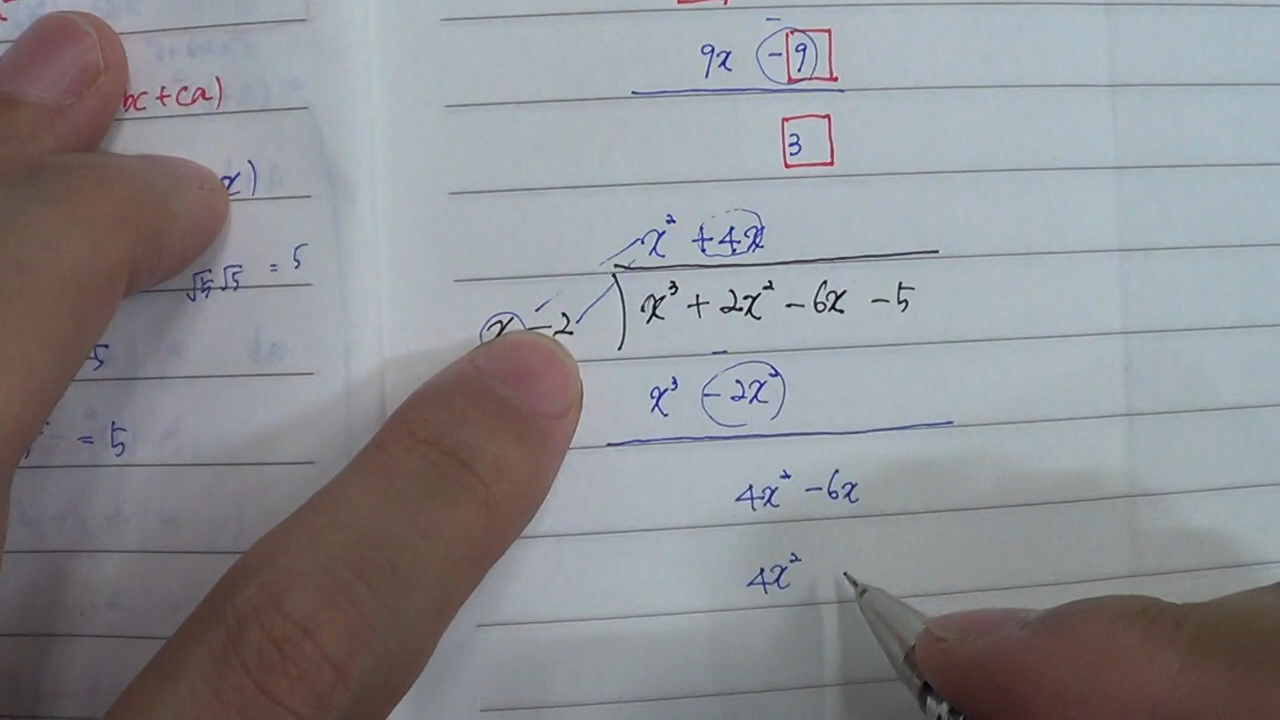 bc + ca)
x)
√5 √5 = 5
5
= 5
9x - 9
3
x² + 4x
x - 2 ) x³ + 2x² - 6x - 5
x³ - 2x²
4x² - 6x
4x²